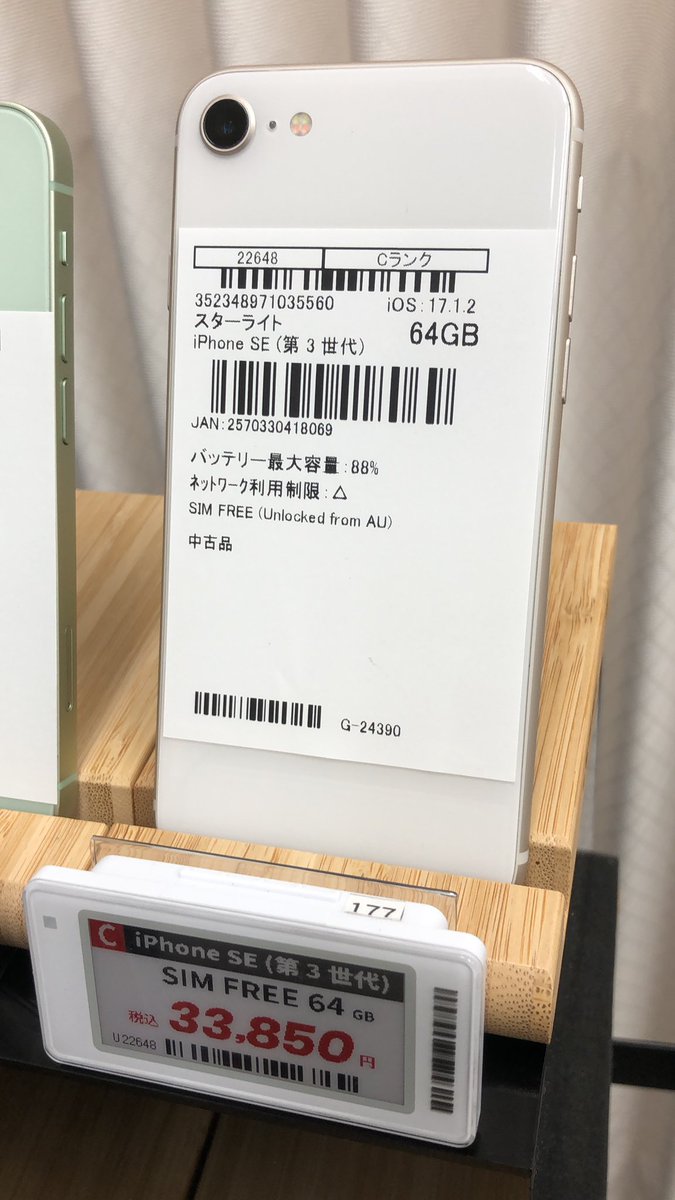 22648 Cランク
352348971035560 iOS:17.1.2
スターライト 64GB
iPhone SE (第3世代)
JAN:2570330418069
バッテリー最大容量:88%
ネットワーク利用制限:△
SIM FREE (Unlocked from AU)
中古品
G-24390
177
C iPhone SE (第3世代)
SIM FREE 64 GB
税込 33,850円
U22648